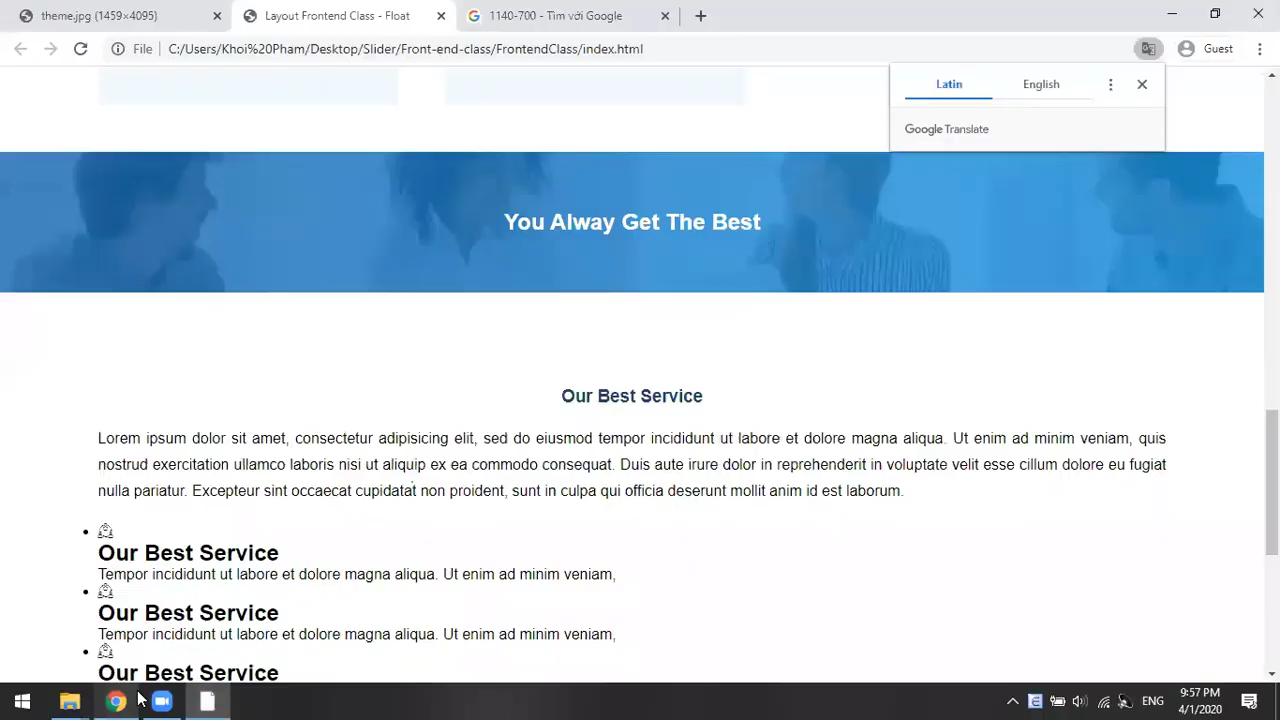 theme.jpg (1459×4095)
Layout Frontend Class - Float
1140-700 - Tìm với Google
File
C:/Users/Khoi%20Pham/Desktop/Slider/Front-end-class/FrontendClass/index.html
Guest
Latin
English
Google Translate
You Alway Get The Best
Our Best Service
Lorem ipsum dolor sit amet, consectetur adipisicing elit, sed do eiusmod tempor incididunt ut labore et dolore magna aliqua. Ut enim ad minim veniam, quis
nostrud exercitation ullamco laboris nisi ut aliquip ex ea commodo consequat. Duis aute irure dolor in reprehenderit in voluptate velit esse cillum dolore eu fugiat
nulla pariatur. Excepteur sint occaecat cupidatat non proident, sunt in culpa qui officia deserunt mollit anim id est laborum.
Our Best Service
Tempor incididunt ut labore et dolore magna aliqua. Ut enim ad minim veniam,
Our Best Service
Tempor incididunt ut labore et dolore magna aliqua. Ut enim ad minim veniam,
Our Best Service
ENG
9:57 PM
4/1/2020